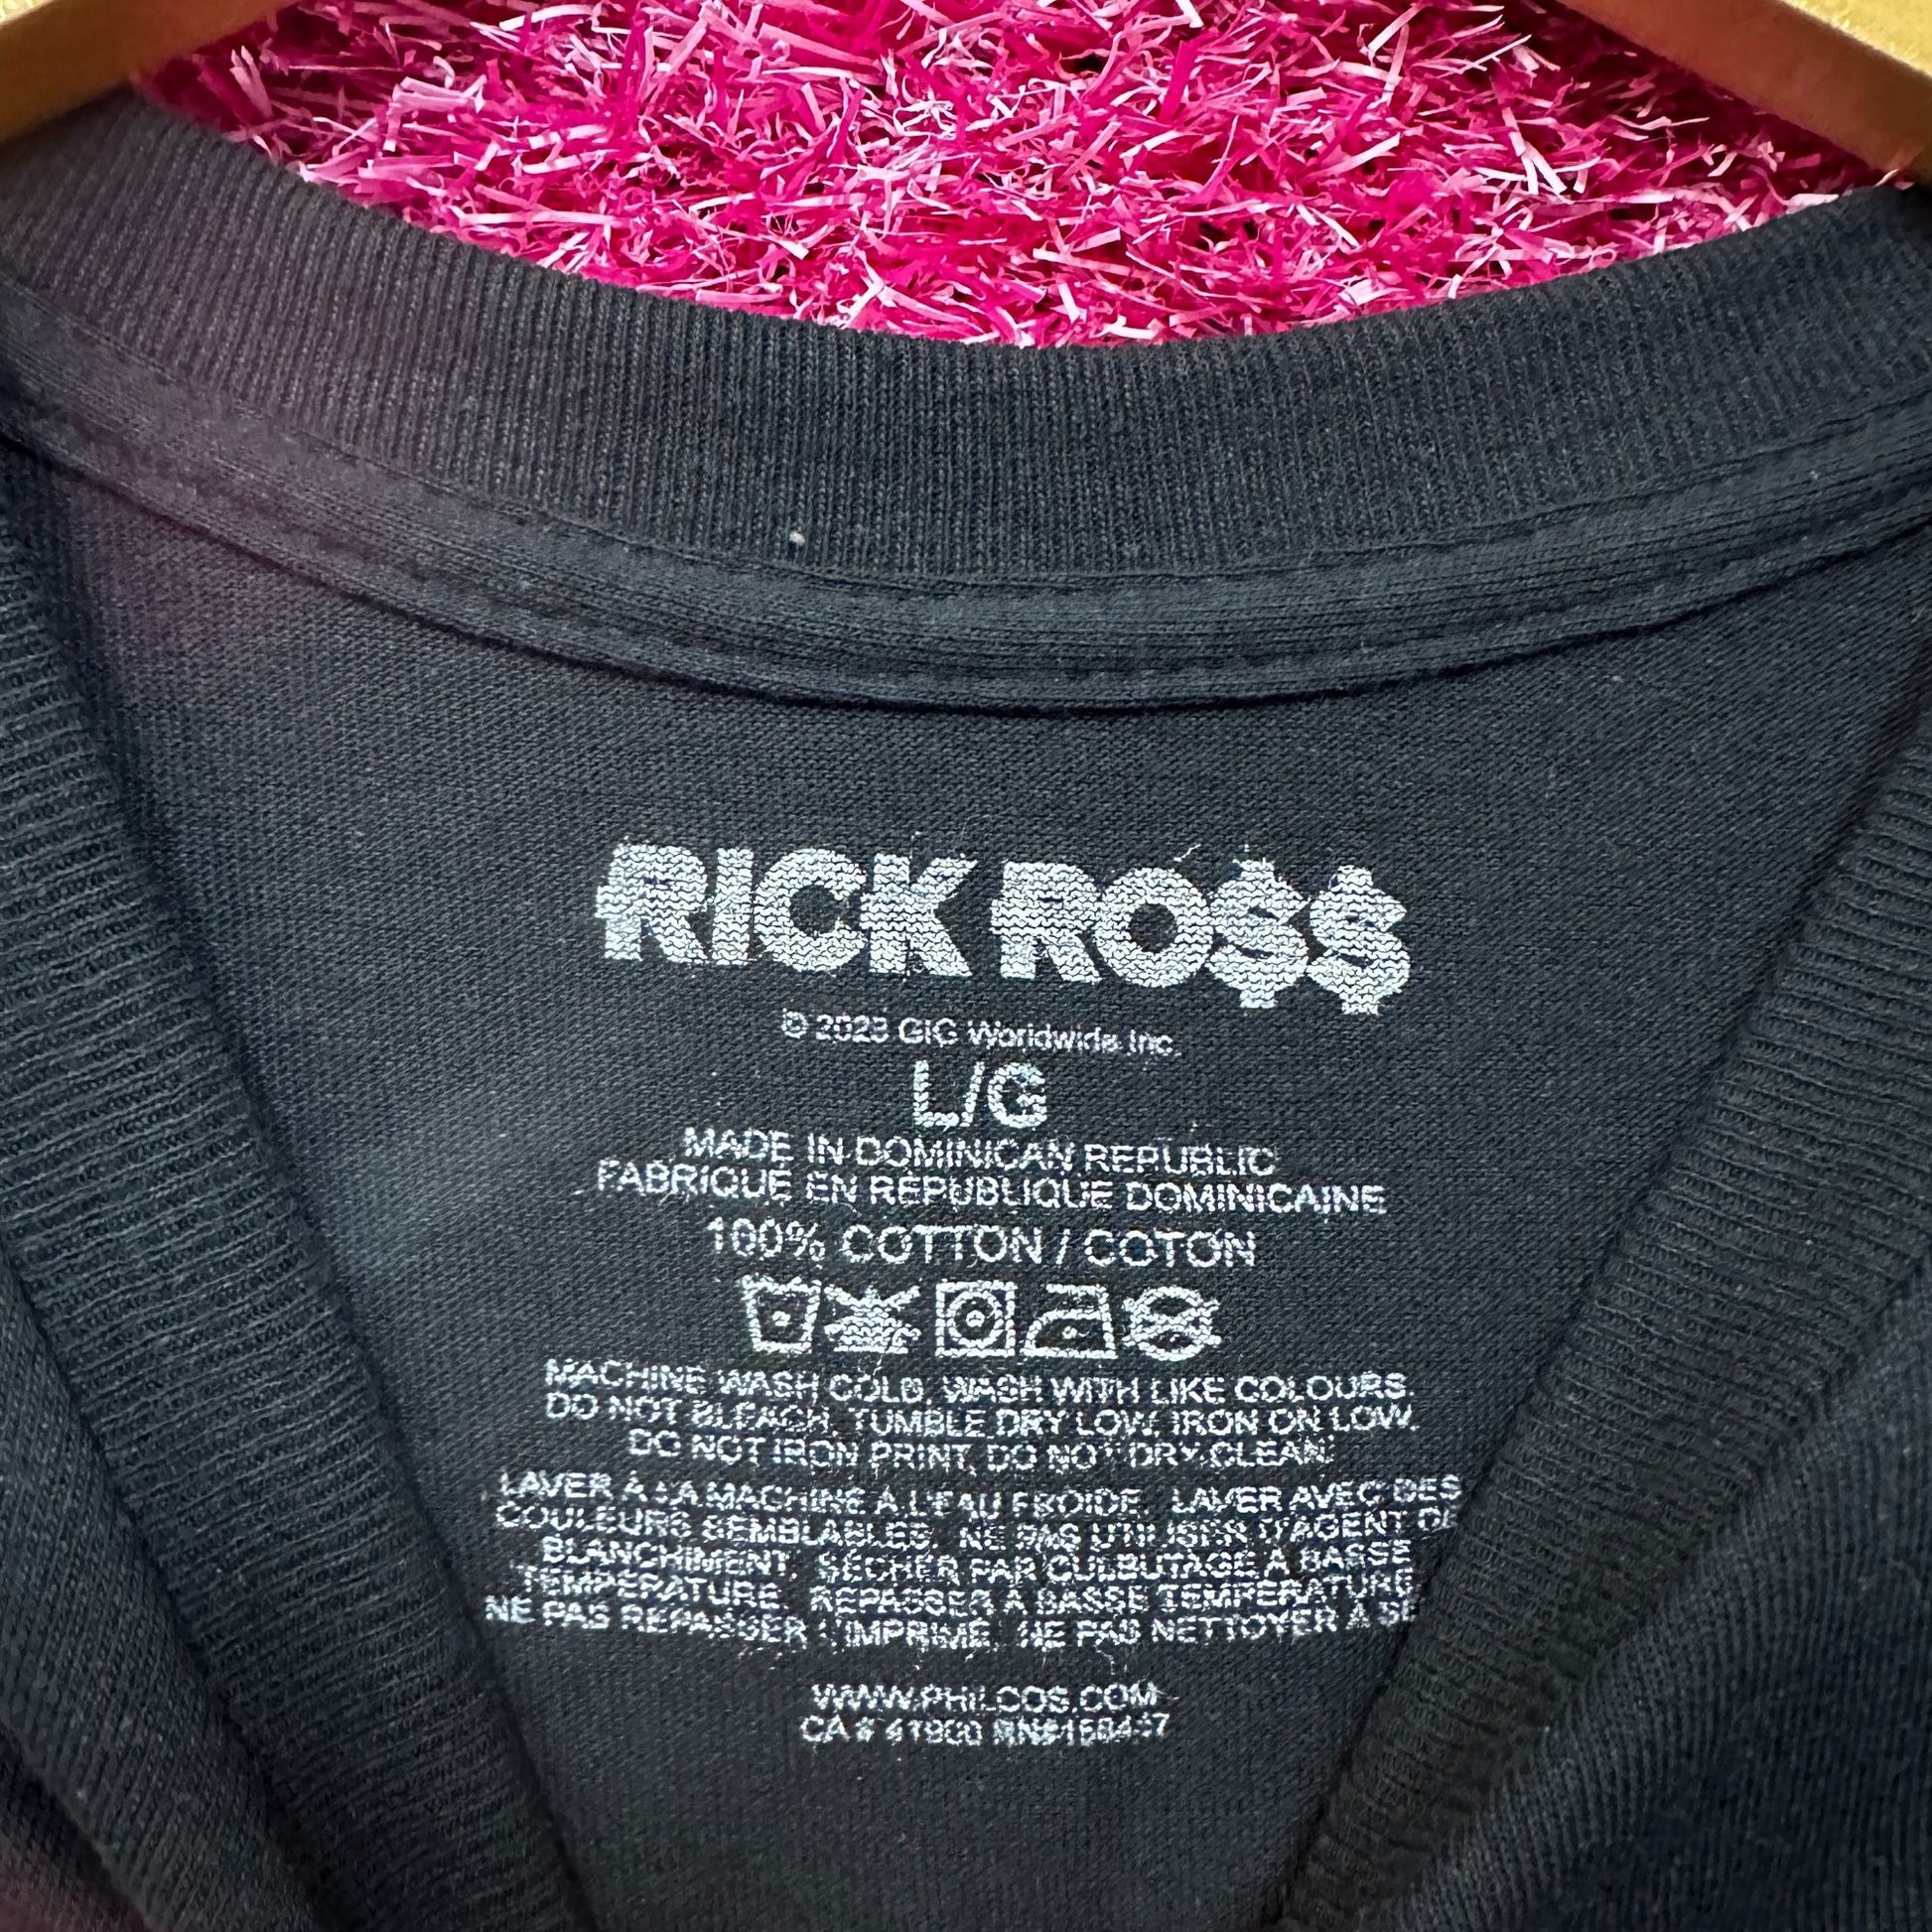 RICK RO$$
© 2023 GIG Worldwide Inc.
L/G
MADE IN DOMINICAN REPUBLIC
FABRIQUÉ EN RÉPUBLIQUE DOMINICAINE
100% COTTON / COTON
MACHINE WASH COLD, WASH WITH LIKE COLOURS.
DO NOT BLEACH, TUMBLE DRY LOW, IRON ON LOW.
DO NOT IRON PRINT, DO NOT DRY CLEAN.
LAVER À LA MACHINE À L'EAU FROIDE. LAVER AVEC DES
COULEURS SEMBLABLES. NE PAS UTILISER D'AGENT DE
BLANCHIMENT. SÉCHER PAR CULBUTAGE À BASSE
TEMPÉRATURE. REPASSER À BASSE TEMPÉRATURE.
NE PAS REPASSER L'IMPRIMÉ. NE PAS NETTOYER À SE
WWW.PHILCOS.COM
CA # 41900